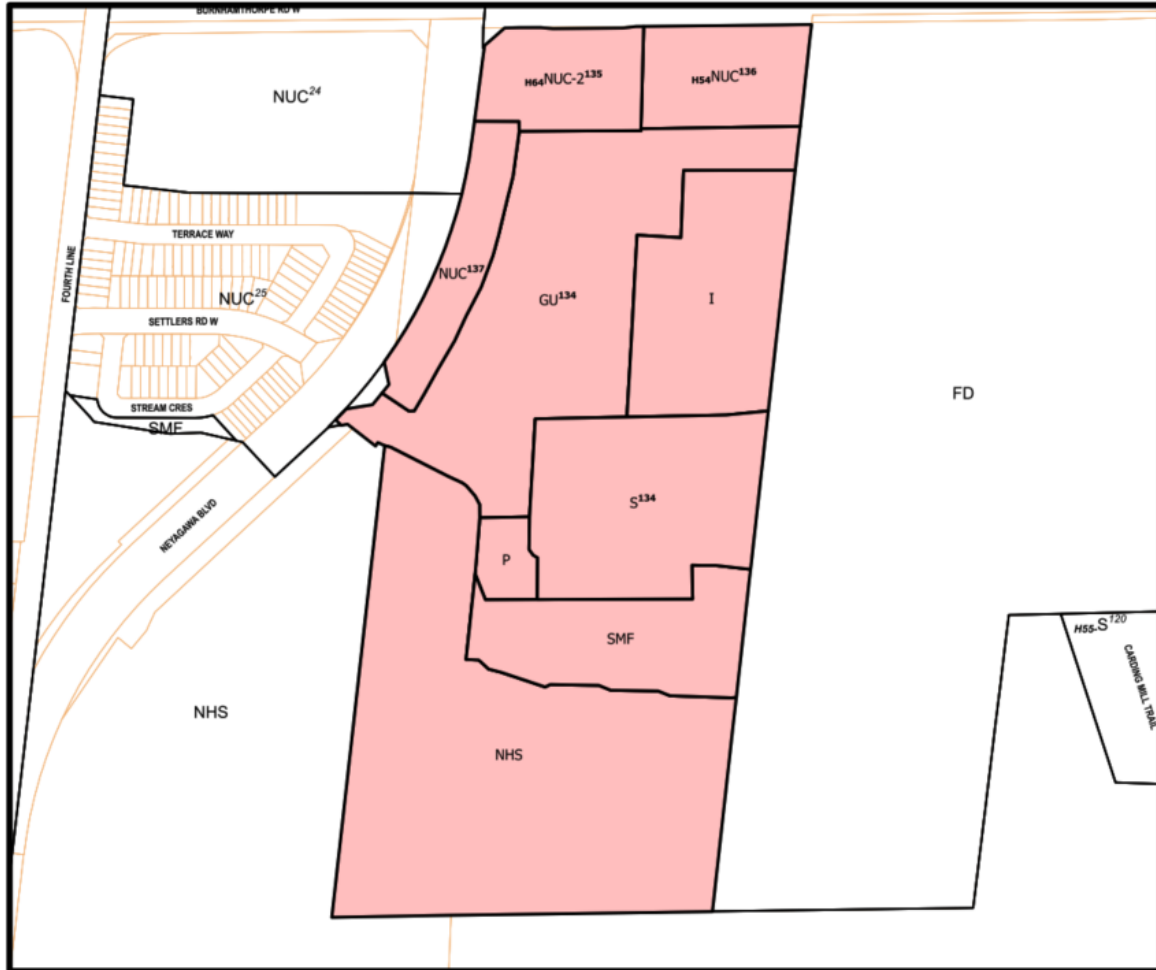 BURNHAMTHORPE RD W
H64NUC-2135
H54NUC136
NUC24
TERRACE WAY
FOURTH LINE
NUC137
NUC25
GU134
I
SETTLERS RD W
FD
STREAM CRES
SMF
S134
NEYAGAWA BLVD
P
H55-S120
SMF
CARDING MILL TRAIL
NHS
NHS